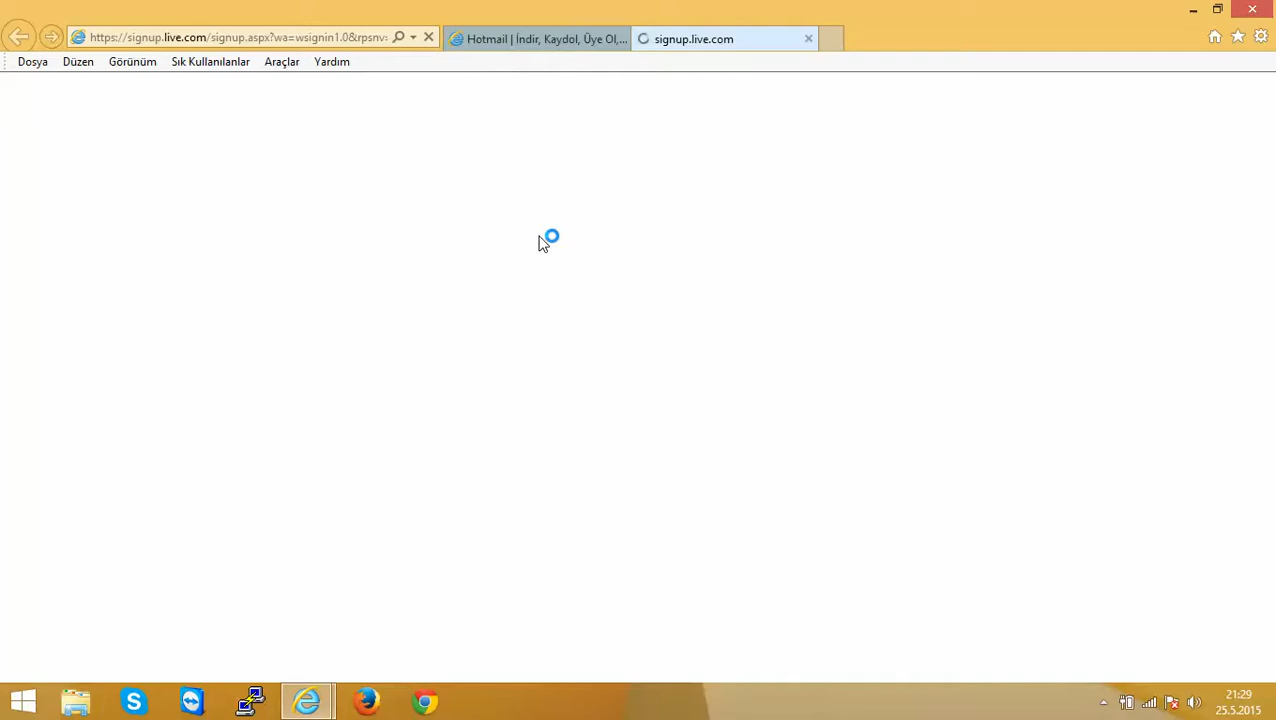 https://signup.live.com/signup.aspx?wa=wsignin1.0&rpsnv=
Hotmail | İndir, Kaydol, Üye Ol,...
signup.live.com
Dosya
Düzen
Görünüm
Sık Kullanılanlar
Araçlar
Yardım
21:29
25.5.2015